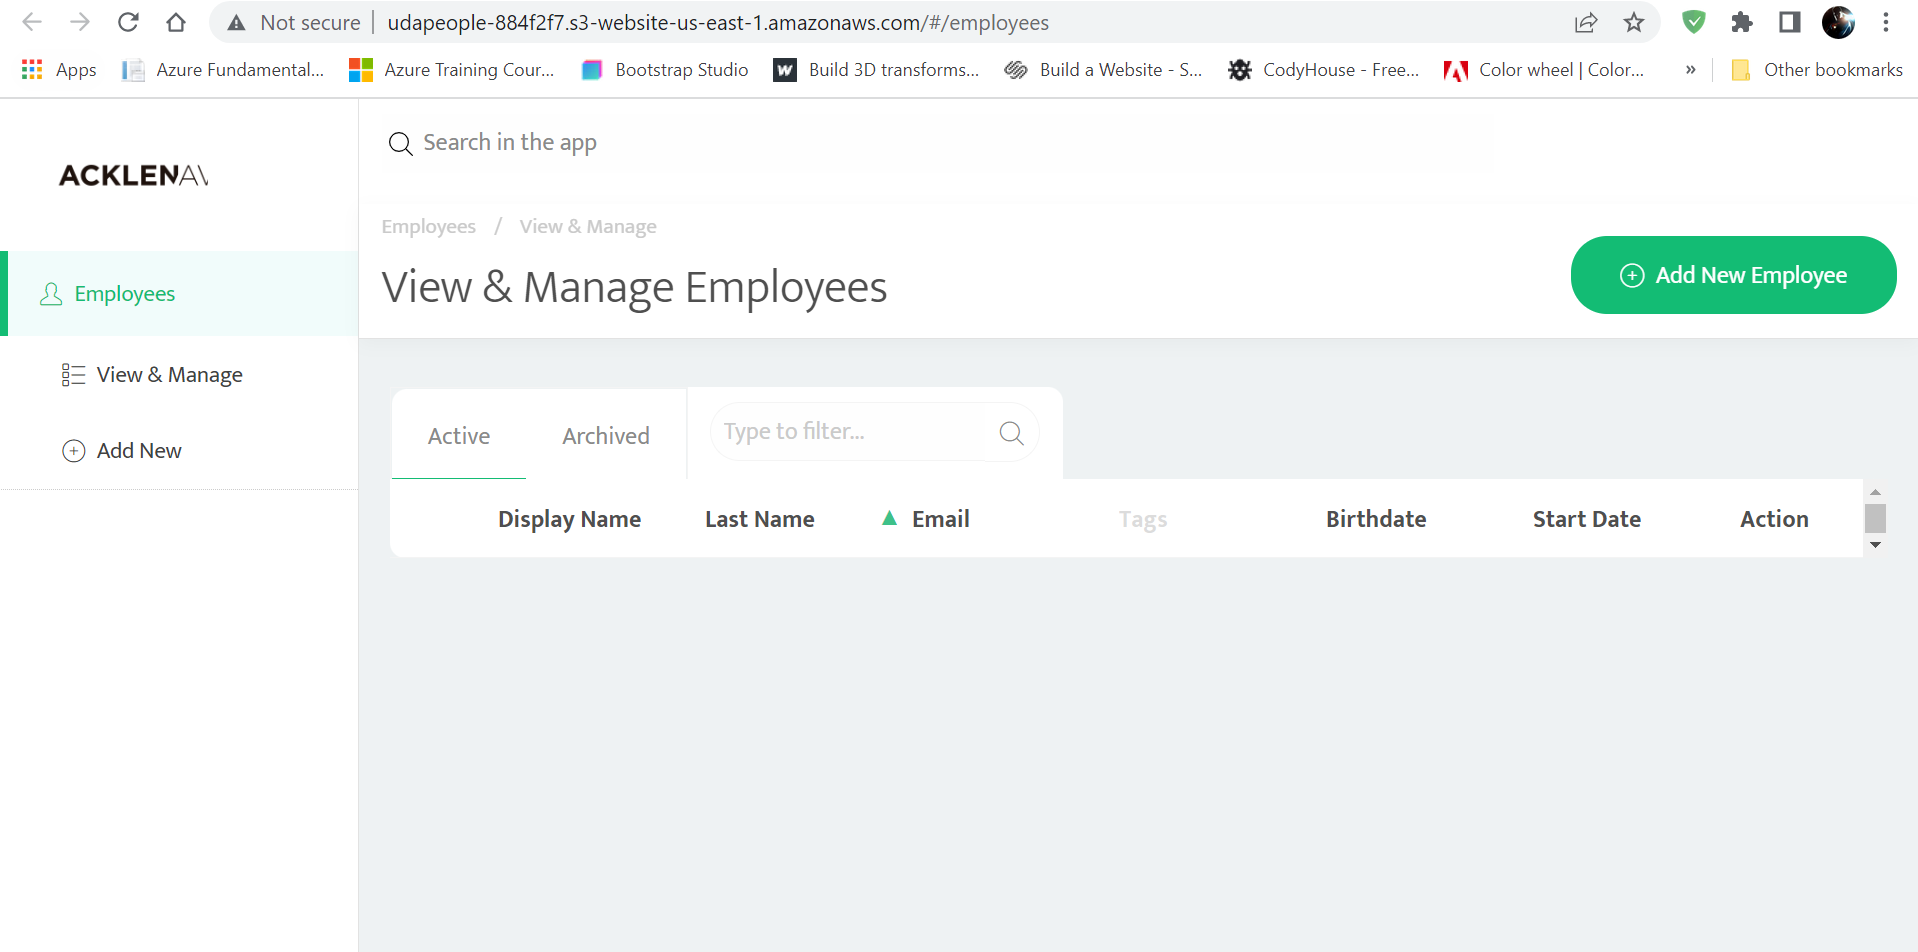 Not secure | udapeople-884f2f7.s3-website-us-east-1.amazonaws.com/#/employees
Apps Azure Fundamental... Azure Training Cour... Bootstrap Studio W Build 3D transforms... Build a Website - S... CodyHouse - Free... Color wheel | Color... » Other bookmarks
Search in the app
ACKLENAV
Employees / View & Manage
View & Manage Employees
Add New Employee
Employees
View & Manage
Add New
Active Archived Type to filter...
Display Name Last Name Email Tags Birthdate Start Date Action